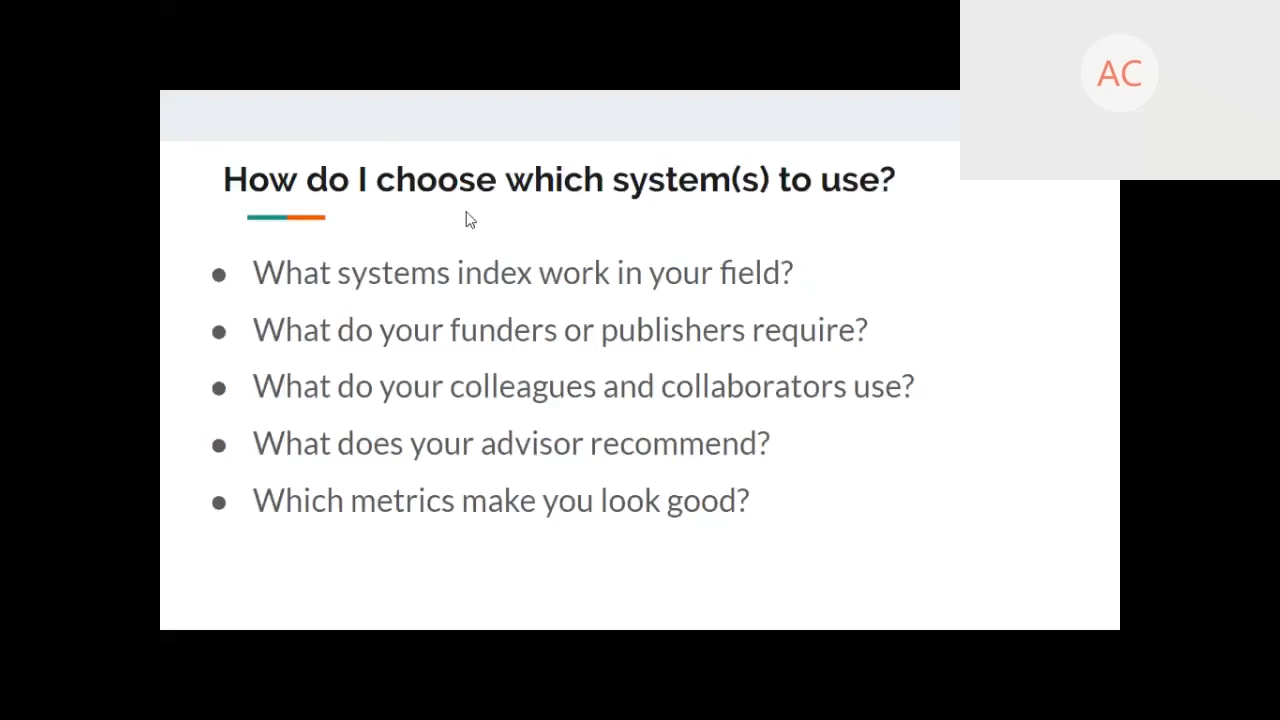 AC
How do I choose which system(s) to use?
● What systems index work in your field?
● What do your funders or publishers require?
● What do your colleagues and collaborators use?
● What does your advisor recommend?
● Which metrics make you look good?